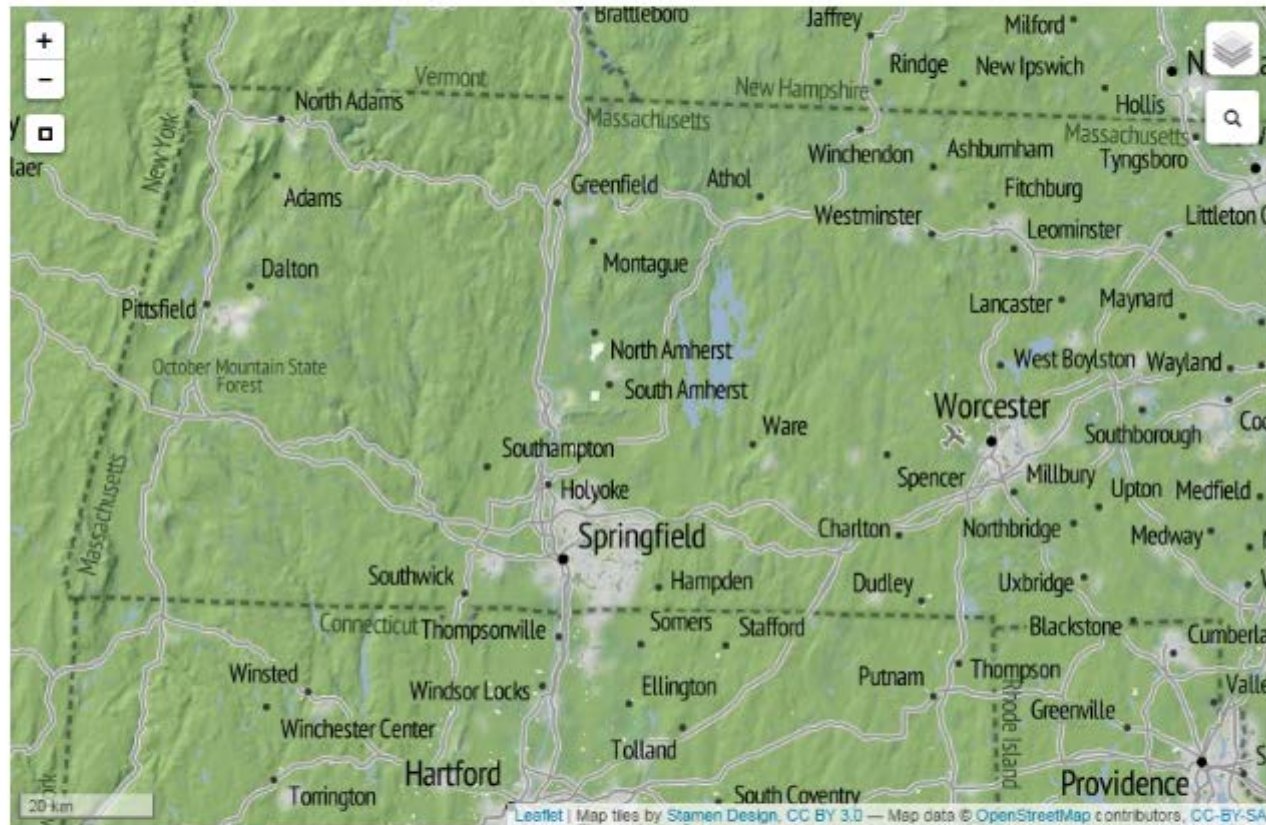 Brattleboro
Jaffrey
Milford
+
−
Rindge
New Ipswich
Vermont
New Hampshire
North Adams
Hollis
Massachusetts
Massachusetts
New York
Winchendon
Ashburnham
Tyngsboro
laer
Adams
Greenfield
Athol
Fitchburg
Westminster
Littleton
Leominster
Montague
Dalton
Pittsfield
Lancaster
Maynard
October Mountain State
Forest
North Amherst
West Boylston
Wayland
South Amherst
Worcester
Ware
Southborough
Southampton
Spencer
Millbury
Holyoke
Upton
Medfield
Massachusetts
Springfield
Charlton
Northbridge
Medway
Southwick
Hampden
Dudley
Uxbridge
Connecticut
Thompsonville
Somers
Stafford
Blackstone
Cumberla
Winsted
Windsor Locks
Ellington
Putnam
Thompson
Valle
Winchester Center
Rhode Island
Greenville
Tolland
Hartford
Providence
20 km
Torrington
South Coventry
Leaflet | Map tiles by Stamen Design, CC BY 3.0 — Map data © OpenStreetMap contributors, CC-BY-SA